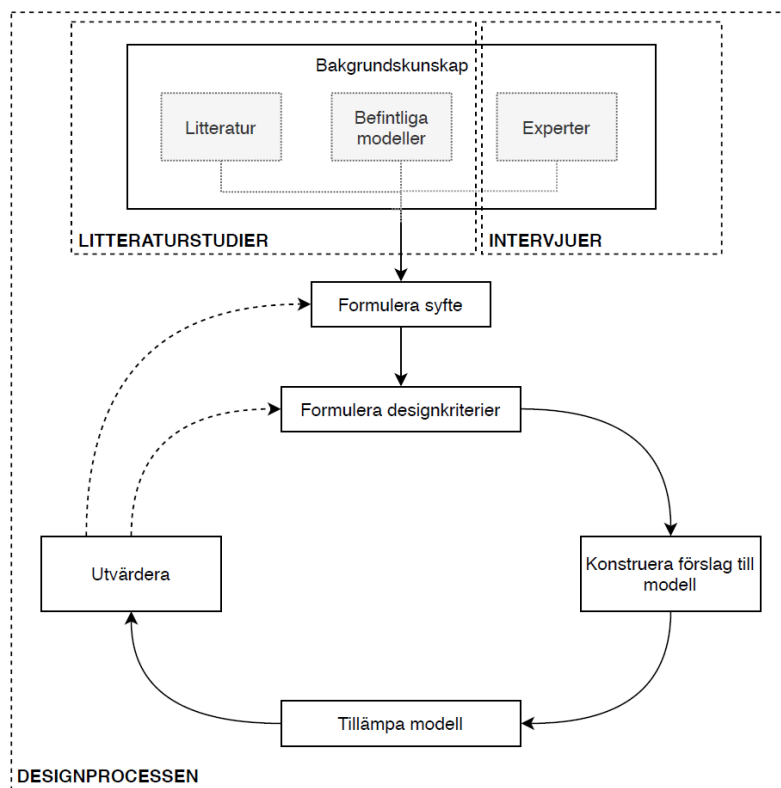 Bakgrundskunskap
Litteratur
Befintliga
modeller
Experter
LITTERATURSTUDIER
INTERVJUER
Formulera syfte
Formulera designkriterier
Utvärdera
Konstruera förslag till
modell
Tillämpa modell
DESIGNPROCESSEN